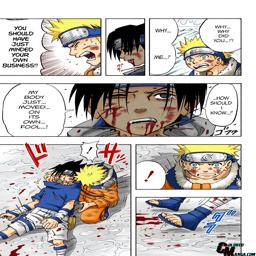 WHY...
WHY
DID
YOU...?!
WHY...
ME...?
YOU
SHOULD
HAVE
JUST
MINDED
YOUR
OWN
BUSINESS!!
...HOW
SHOULD
I
KNOW...!
MY
BODY
JUST...
...MOVED
ON
ITS
OWN...
FOOL...!
!